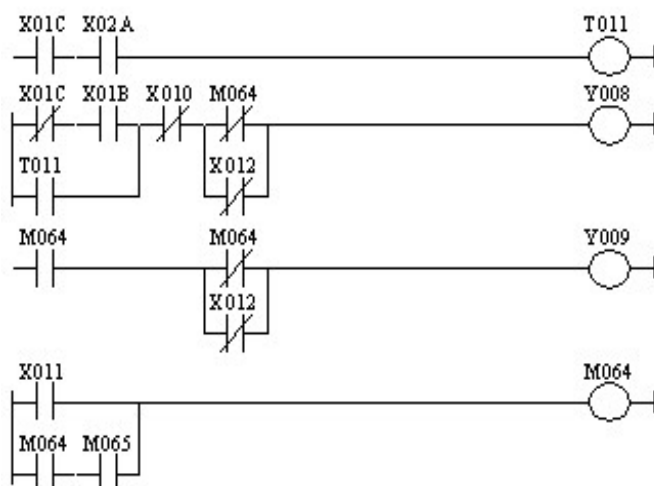 X01C X02A T011
X01C X01B X010 M064 Y008
T011 X012
M064 M064 Y009
X012
X011 M064
M064 M065